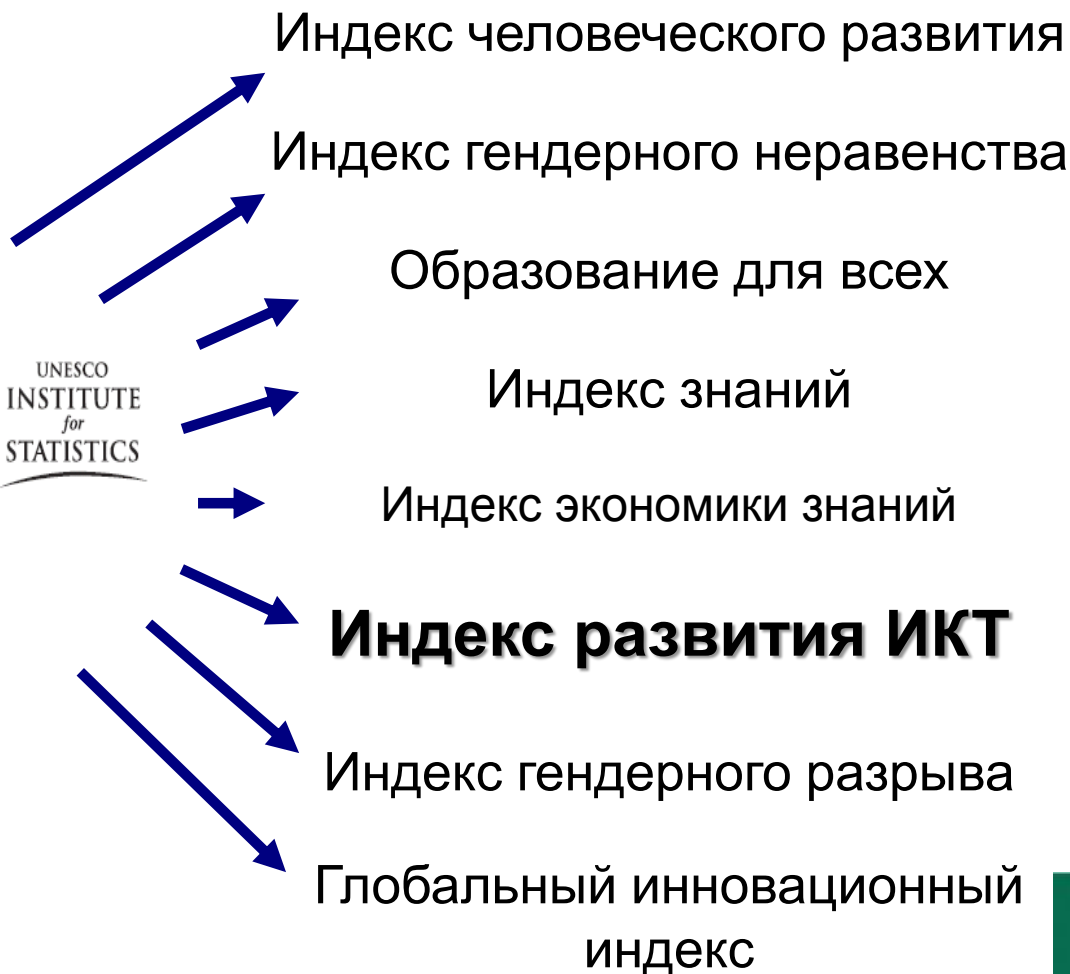 Индекс человеческого развития
Индекс гендерного неравенства
Образование для всех
UNESCO
INSTITUTE
for
STATISTICS
Индекс знаний
Индекс экономики знаний
Индекс развития ИКТ
Индекс гендерного разрыва
Глобальный инновационный
индекс